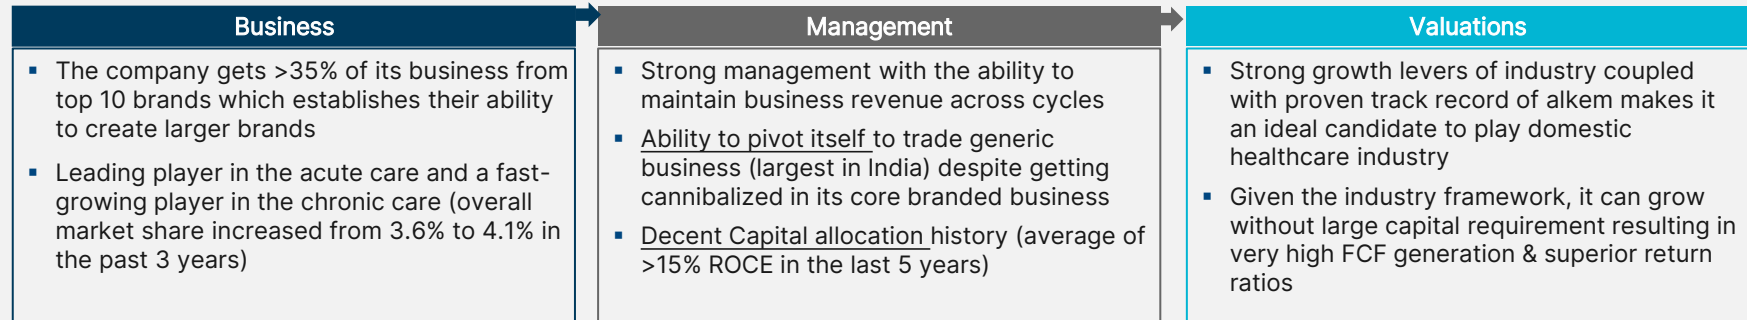 Business
▪ The company gets >35% of its business from
top 10 brands which establishes their ability
to create larger brands
▪ Leading player in the acute care and a fast-
growing player in the chronic care (overall
market share increased from 3.6% to 4.1% in
the past 3 years)
Management
▪ Strong management with the ability to
maintain business revenue across cycles
▪ Ability to pivot itself to trade generic
business (largest in India) despite getting
cannibalized in its core branded business
▪ Decent Capital allocation history (average of
>15% ROCE in the last 5 years)
Valuations
▪ Strong growth levers of industry coupled
with proven track record of alkem makes it
an ideal candidate to play domestic
healthcare industry
▪ Given the industry framework, it can grow
without large capital requirement resulting in
very high FCF generation & superior return
ratios